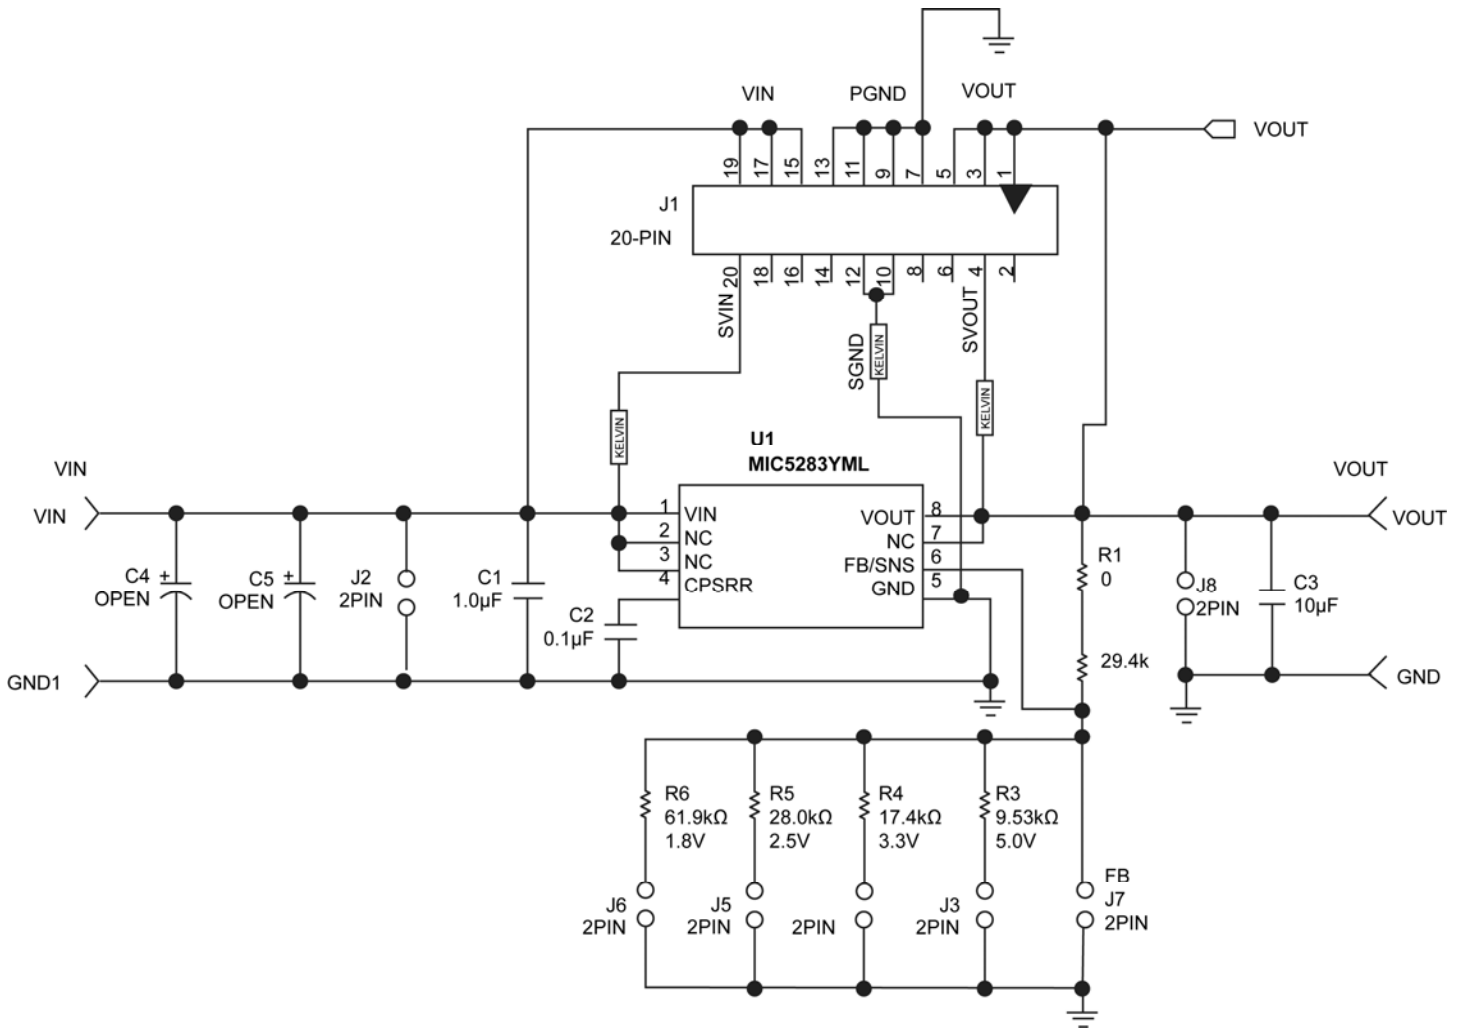 VIN
PGND
VOUT
VOUT
19
17
15
13
11
9
7
5
3
1
J1
20-PIN
20
18
16
14
12
10
8
6
4
2
SVIN
SGND
SVOUT
KELVIN
KELVIN
KELVIN
U1
MIC5283YML
VIN
VIN
VOUT
VOUT
1
2
3
4
VIN
NC
NC
CPSRR
VOUT
NC
FB/SNS
GND
8
7
6
5
C4
OPEN
+
C5
OPEN
+
J2
2PIN
C1
1.0µF
C2
0.1µF
R1
0
29.4k
J8
2PIN
C3
10µF
GND1
GND
R6
61.9kΩ
1.8V
R5
28.0kΩ
2.5V
R4
17.4kΩ
3.3V
R3
9.53kΩ
5.0V
J6
2PIN
J5
2PIN
2PIN
J3
2PIN
FB
J7
2PIN